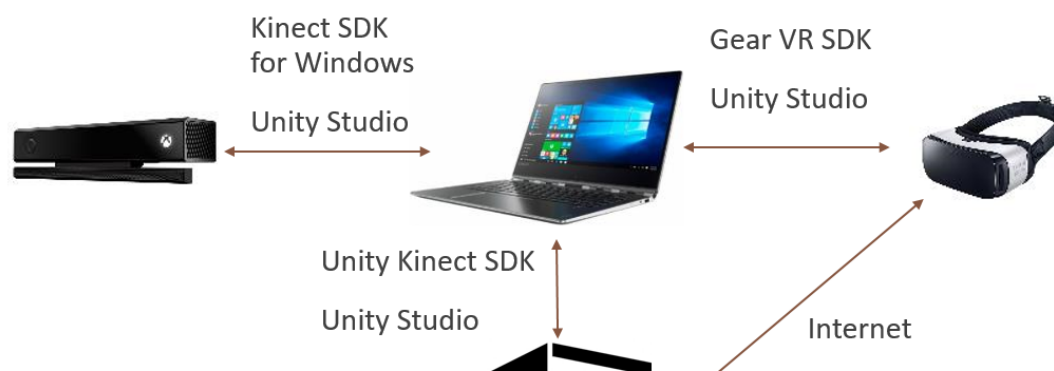 Kinect SDK
for Windows
Unity Studio
Gear VR SDK
Unity Studio
Unity Kinect SDK
Unity Studio
Internet